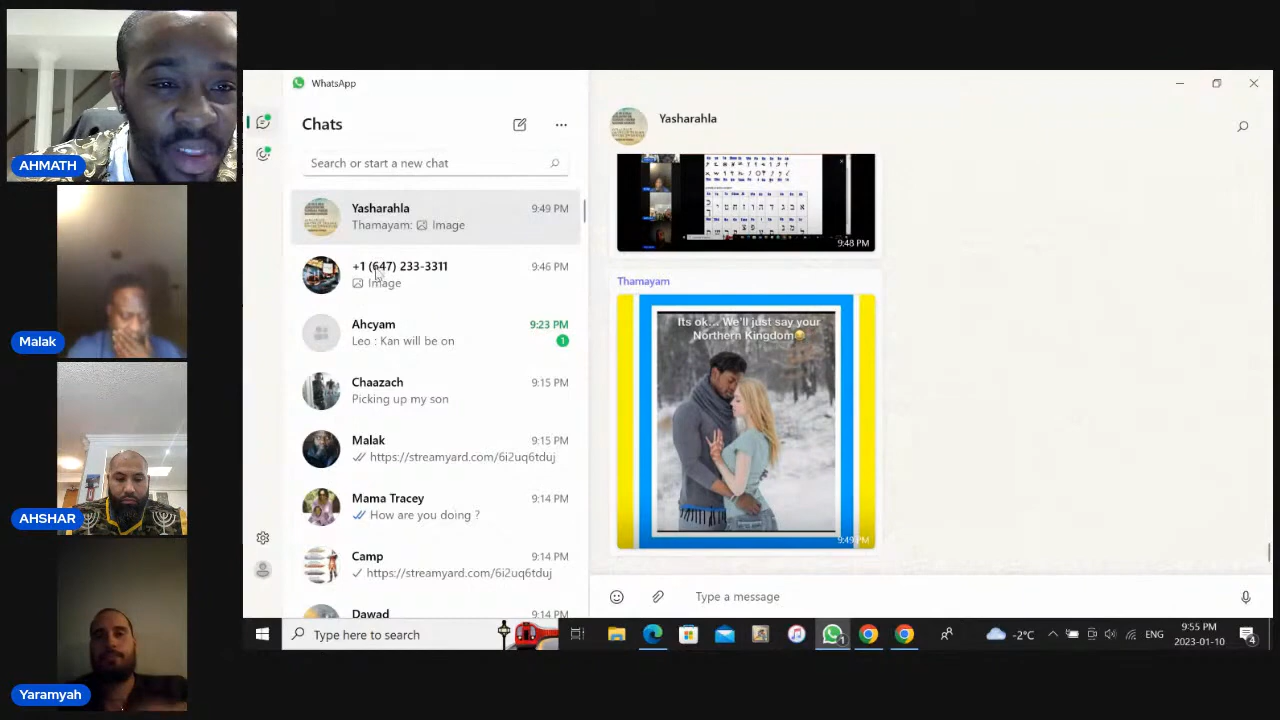 AHMATH
Malak
AHSHAR
Yaramyah
WhatsApp
Chats
Search or start a new chat
Yasharahla
9:49 PM
Thamayam: Image
+1 (647) 233-3311
9:46 PM
Image
Ahcyam
9:23 PM
Leo : Kan will be on
1
Chaazach
9:15 PM
Picking up my son
Malak
9:15 PM
https://streamyard.com/6i2uq6tduj
Mama Tracey
9:14 PM
How are you doing ?
Camp
9:14 PM
https://streamyard.com/6i2uq6tduj
Dawad
9:14 PM
Yasharahla
9:48 PM
Thamayam
Its ok... We'll just say your
Northern Kingdom😂
9:49 PM
Type a message
Type here to search
1
-2°C
ENG
9:55 PM
2023-01-10
4